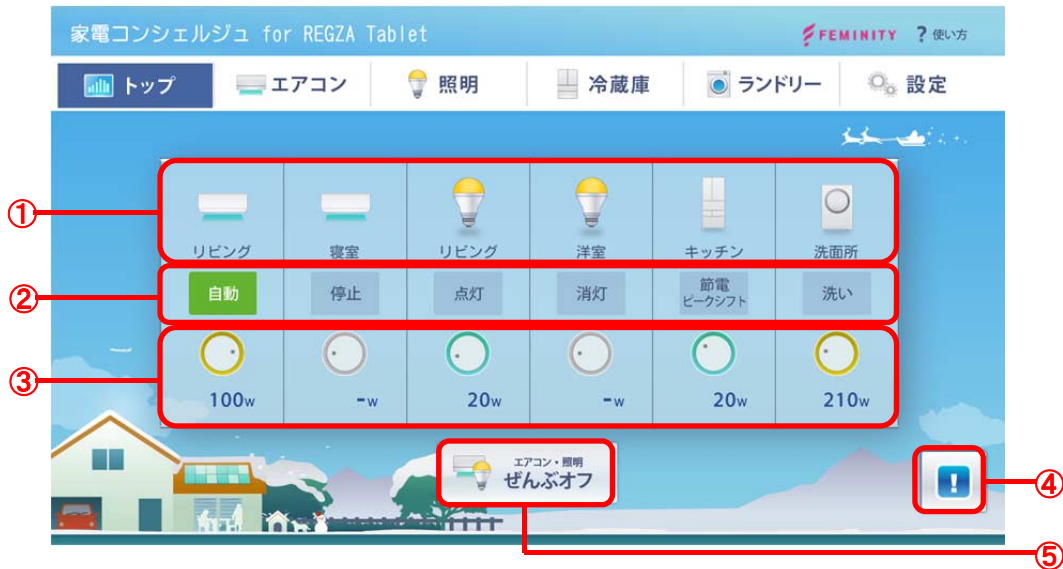 家電コンシェルジュ for REGZA Tablet
FEMINITY ? 使い方
トップ エアコン 照明 冷蔵庫 ランドリー 設定
①
リビング 寝室 リビング 洋室 キッチン 洗面所
②
自動 停止 点灯 消灯 節電 洗い
ピークシフト
③
100w -w 20w -w 20w 210w
エアコン・照明
ぜんぶオフ
!
④
⑤